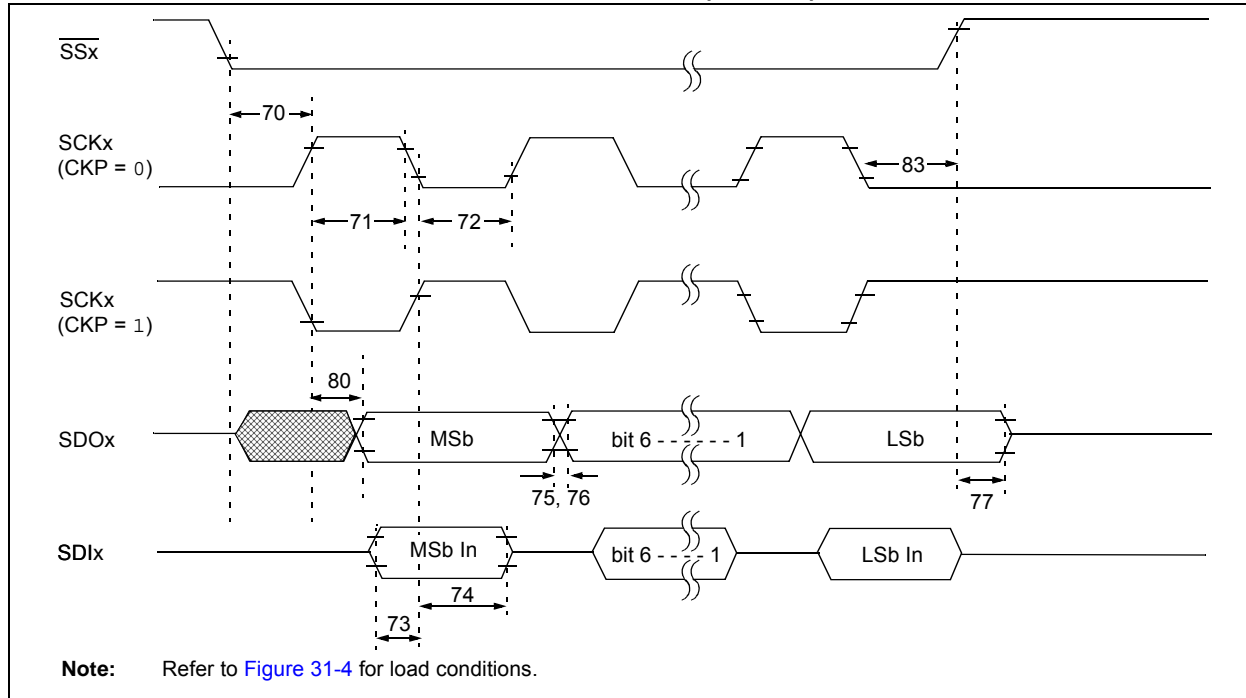 SSx
70
SCKx
(CKP = 0)
83
71
72
SCKx
(CKP = 1)
80
SDOx
MSb
bit 6 - - - - - - 1
LSb
75, 76
77
SDIx
MSb In
bit 6 - - - - 1
LSb In
74
73
Note: Refer to Figure 31-4 for load conditions.